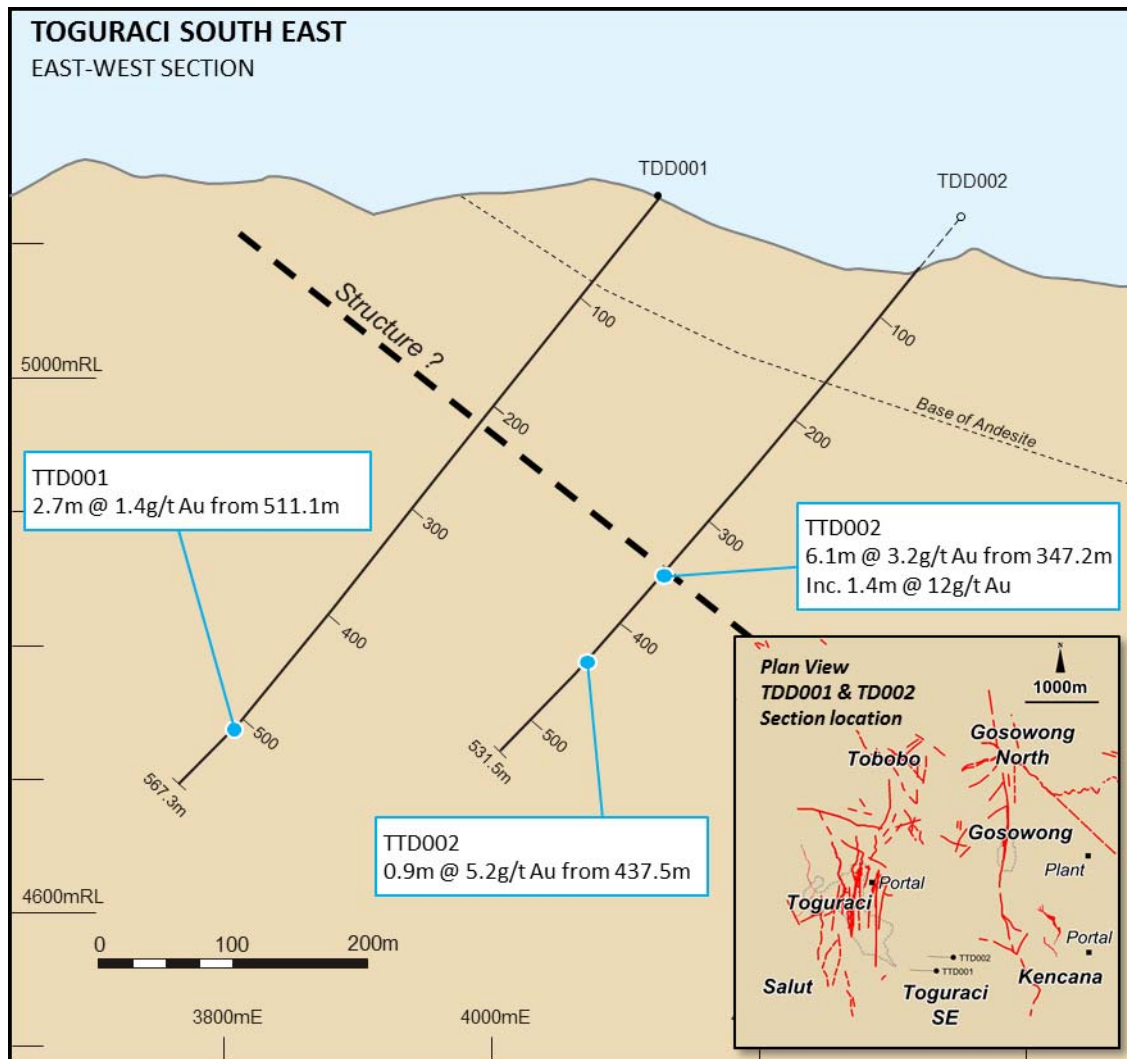 TOGURACI SOUTH EAST
EAST-WEST SECTION
TDD001
TDD002
Structure ?
100
100
5000mRL
200
200
Base of Andesite
TTD001
2.7m @ 1.4g/t Au from 511.1m
300
300
TTD002
6.1m @ 3.2g/t Au from 347.2m
Inc. 1.4m @ 12g/t Au
400
400
500
500
567.3m
531.5m
TTD002
0.9m @ 5.2g/t Au from 437.5m
4600mRL
0 100 200m
3800mE
4000mE
Plan View
TDD001 & TD002
Section location
N
1000m
Tobobo
Gosowong
North
Gosowong
Plant
Portal
Toguraci
Portal
TTD002
TTD001
Salut
Toguraci
SE
Kencana